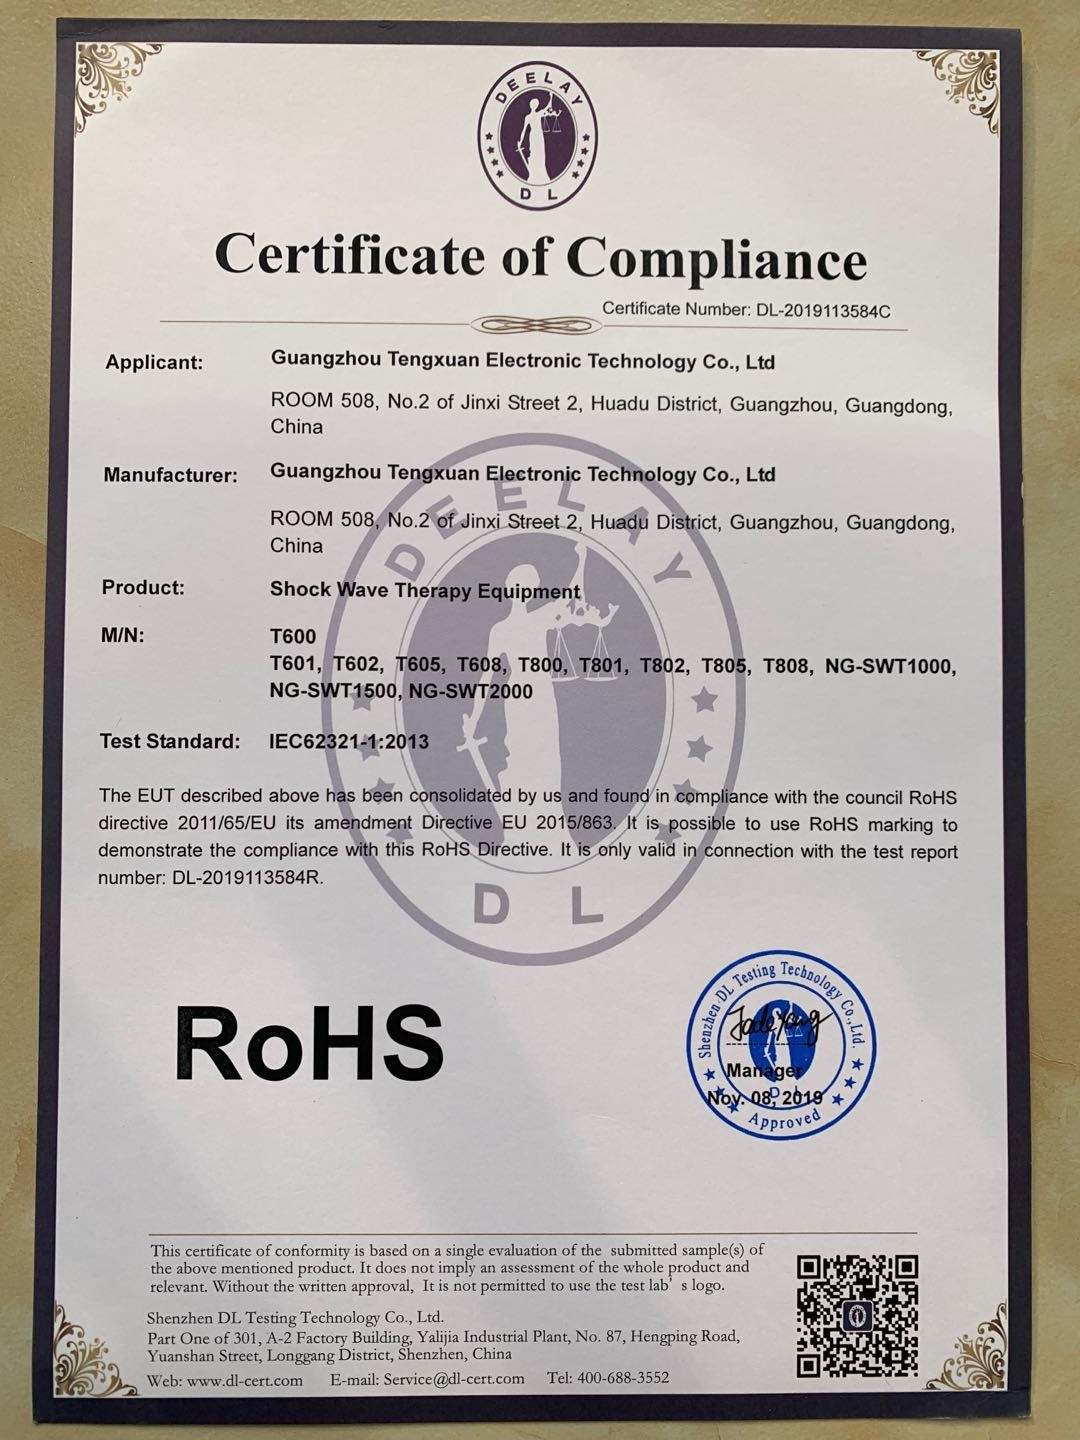 DEELAY
DL
Certificate of Compliance
Certificate Number: DL-2019113584C
Applicant: Guangzhou Tengxuan Electronic Technology Co., Ltd
ROOM 508, No.2 of Jinxi Street 2, Huadu District, Guangzhou, Guangdong,
China
Manufacturer: Guangzhou Tengxuan Electronic Technology Co., Ltd
ROOM 508, No.2 of Jinxi Street 2, Huadu District, Guangzhou, Guangdong,
China
Product: Shock Wave Therapy Equipment
M/N: T600
T601, T602, T605, T608, T800, T801, T802, T805, T808, NG-SWT1000,
NG-SWT1500, NG-SWT2000
Test Standard: IEC62321-1:2013
The EUT described above has been consolidated by us and found in compliance with the council RoHS
directive 2011/65/EU its amendment Directive EU 2015/863. It is possible to use RoHS marking to
demonstrate the compliance with this RoHS Directive. It is only valid in connection with the test report
number: DL-2019113584R.
DEELAY
DL
RoHS
Shenzhen DL Testing Technology Co.,Ltd.
Jade Yang
Manager
Nov. 08, 2019
DL
Approved
This certificate of conformity is based on a single evaluation of the submitted sample(s) of
the above mentioned product. It does not imply an assessment of the whole product and
relevant. Without the written approval, It is not permitted to use the test lab's logo.
Shenzhen DL Testing Technology Co., Ltd.
Part One of 301, A-2 Factory Building, Yalijia Industrial Plant, No. 87, Hengping Road,
Yuanshan Street, Longgang District, Shenzhen, China
Web: www.dl-cert.com E-mail: Service@dl-cert.com Tel: 400-688-3552